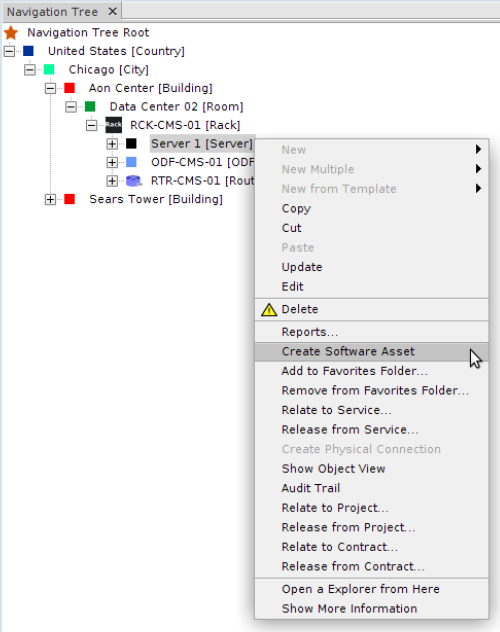 Navigation Tree X
Navigation Tree Root
United States [Country]
Chicago [City]
Aon Center [Building]
Data Center 02 [Room]
Rack RCK-CMS-01 [Rack]
Server 1 [Server]
ODF-CMS-01 [ODF
RTR-CMS-01 [Rout
Sears Tower [Building]
New
New Multiple
New from Template
Copy
Cut
Paste
Update
Edit
Delete
Reports...
Create Software Asset
Add to Favorites Folder...
Remove from Favorites Folder...
Relate to Service...
Release from Service...
Create Physical Connection
Show Object View
Audit Trail
Relate to Project...
Release from Project...
Relate to Contract...
Release from Contract...
Open a Explorer from Here
Show More Information